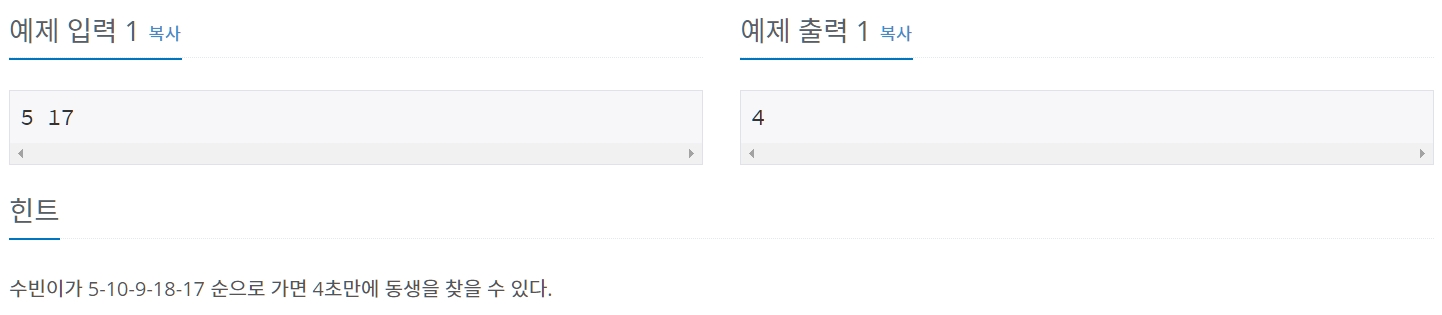 예제 입력 1 복사
예제 출력 1 복사
5 17
4
힌트
수빈이가 5-10-9-18-17 순으로 가면 4초만에 동생을 찾을 수 있다.